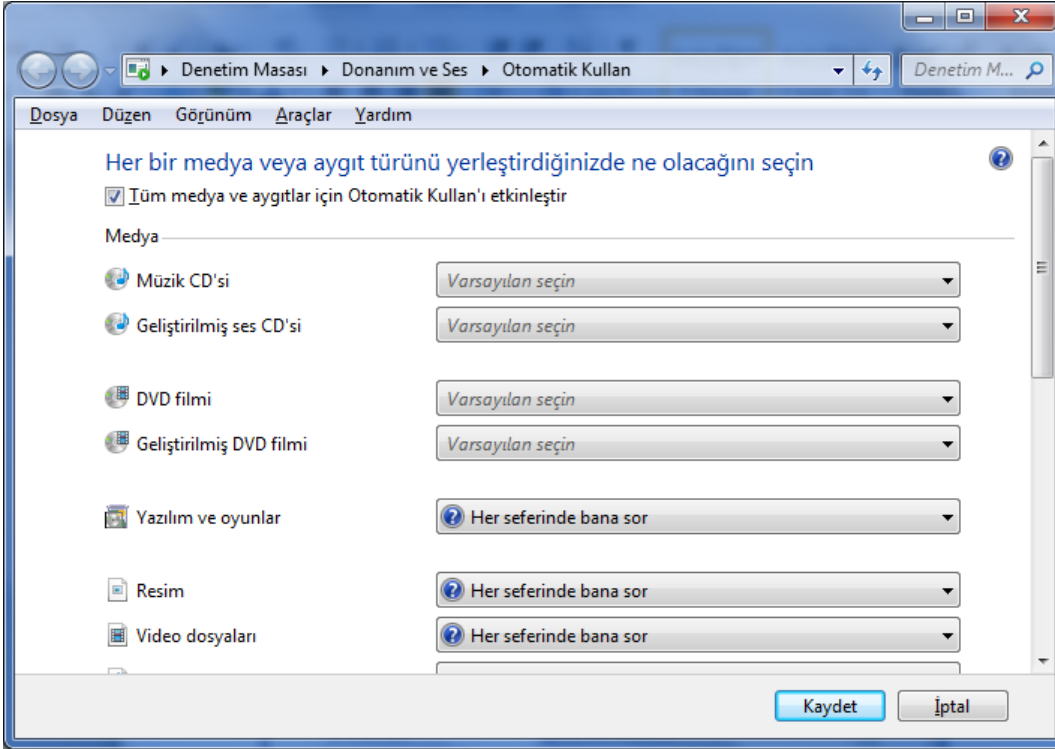 Denetim Masası Donanım ve Ses Otomatik Kullan Denetim M...
Dosya Düzen Görünüm Araçlar Yardım
Her bir medya veya aygıt türünü yerleştirdiğinizde ne olacağını seçin
Tüm medya ve aygıtlar için Otomatik Kullan'ı etkinleştir
Medya
Müzik CD'si Varsayılan seçin
Geliştirilmiş ses CD'si Varsayılan seçin
DVD filmi Varsayılan seçin
Geliştirilmiş DVD filmi Varsayılan seçin
Yazılım ve oyunlar Her seferinde bana sor
Resim Her seferinde bana sor
Video dosyaları Her seferinde bana sor
Kaydet İptal